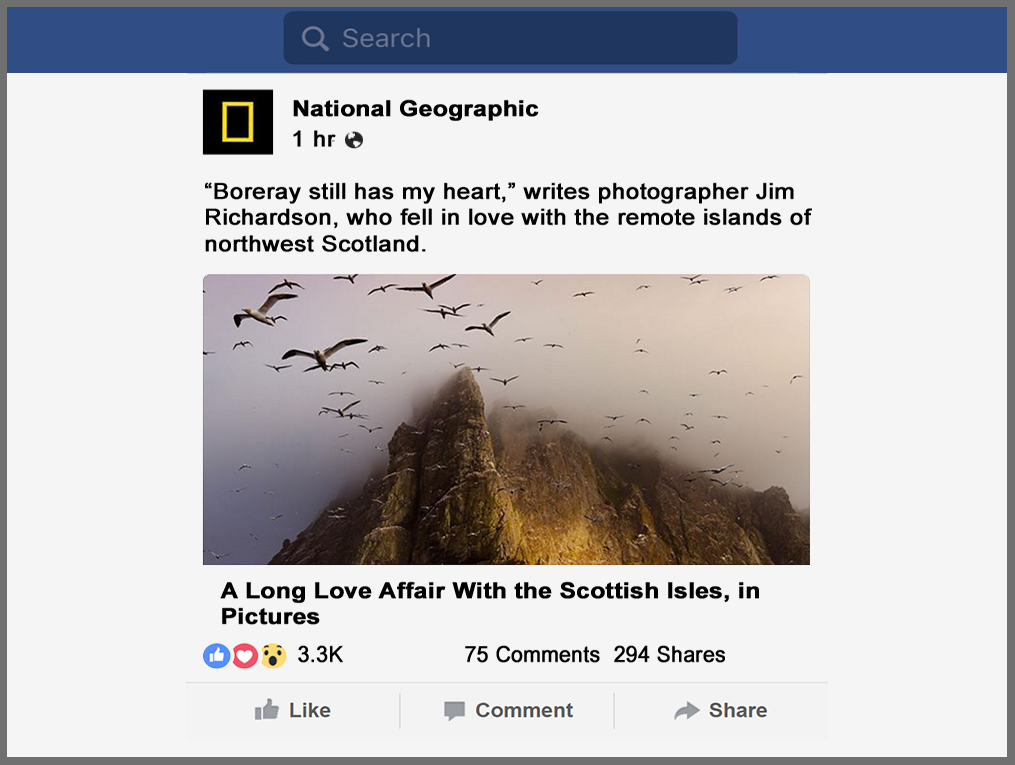 Search
National Geographic
1 hr
“Boreray still has my heart,” writes photographer Jim
Richardson, who fell in love with the remote islands of
northwest Scotland.
A Long Love Affair With the Scottish Isles, in
Pictures
3.3K 75 Comments 294 Shares
Like Comment Share